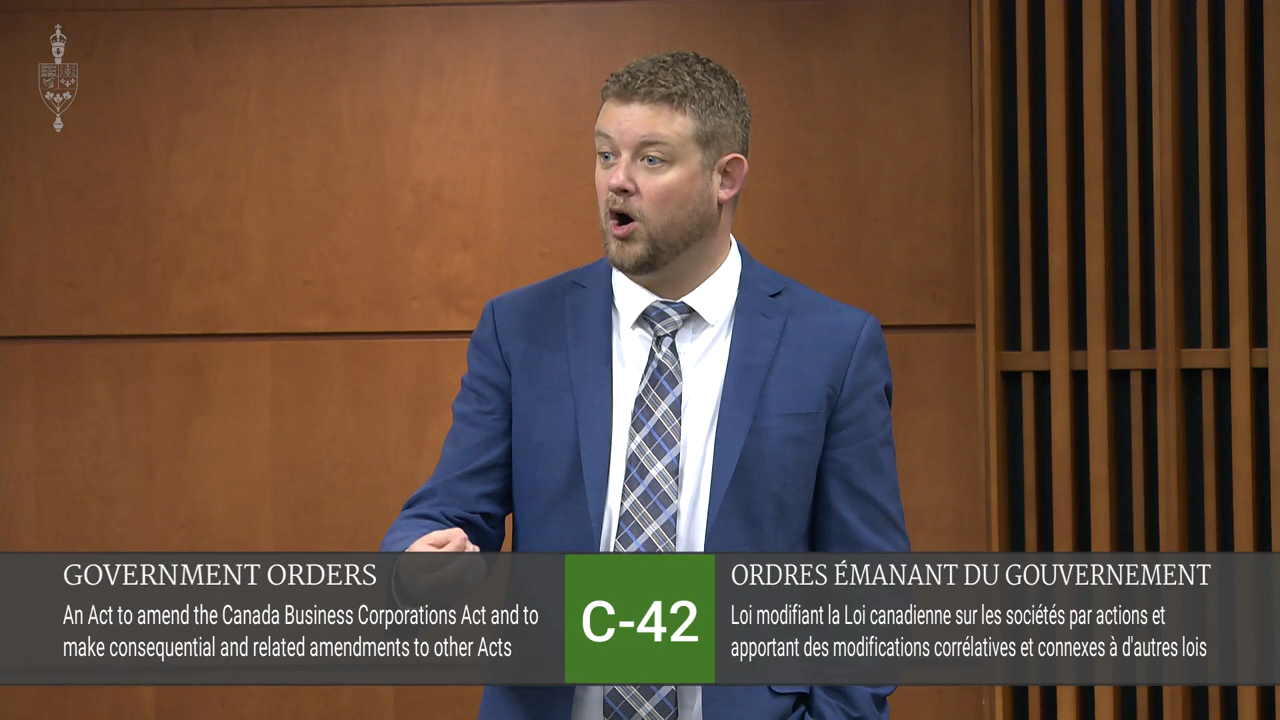 GOVERNMENT ORDERS
An Act to amend the Canada Business Corporations Act and to
make consequential and related amendments to other Acts
C-42
ORDRES ÉMANANT DU GOUVERNEMENT
Loi modifiant la Loi canadienne sur les sociétés par actions et
apportant des modifications corrélatives et connexes à d'autres lois